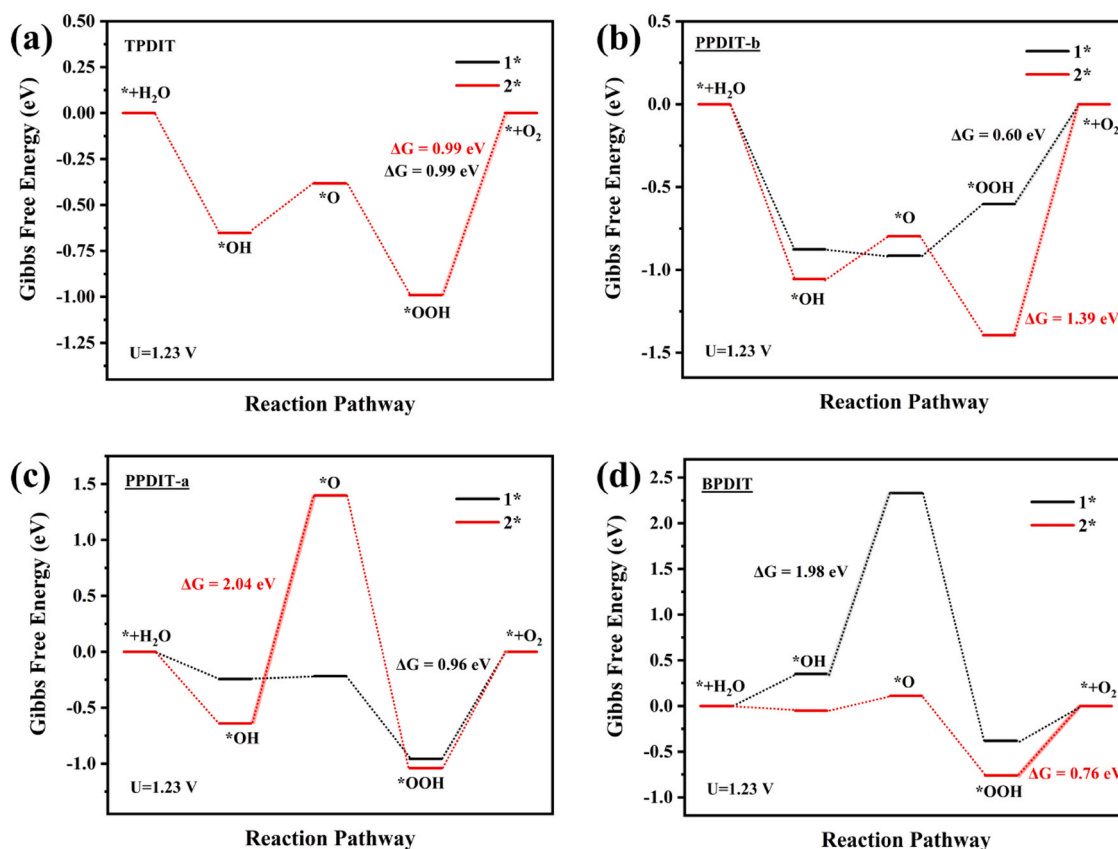 (a)
TPDIT
1*
2*
*+H₂O
*OH
*O
*OOH
*+O₂
ΔG = 0.99 eV
ΔG = 0.99 eV
U=1.23 V
0.50
0.25
0.00
-0.25
-0.50
-0.75
-1.00
-1.25
Gibbs Free Energy (eV)
Reaction Pathway
(b)
PPDIT-b
1*
2*
*+H₂O
*OH
*O
*OOH
*+O₂
ΔG = 0.60 eV
ΔG = 1.39 eV
U=1.23 V
0.5
0.0
-0.5
-1.0
-1.5
Gibbs Free Energy (eV)
Reaction Pathway
(c)
PPDIT-a
1*
2*
*+H₂O
*OH
*O
*OOH
*+O₂
ΔG = 2.04 eV
ΔG = 0.96 eV
U=1.23 V
1.5
1.0
0.5
0.0
-0.5
-1.0
Gibbs Free Energy (eV)
Reaction Pathway
(d)
BPDIT
1*
2*
*+H₂O
*OH
*O
*OOH
*+O₂
ΔG = 1.98 eV
ΔG = 0.76 eV
U=1.23 V
2.5
2.0
1.5
1.0
0.5
0.0
-0.5
-1.0
Gibbs Free Energy (eV)
Reaction Pathway